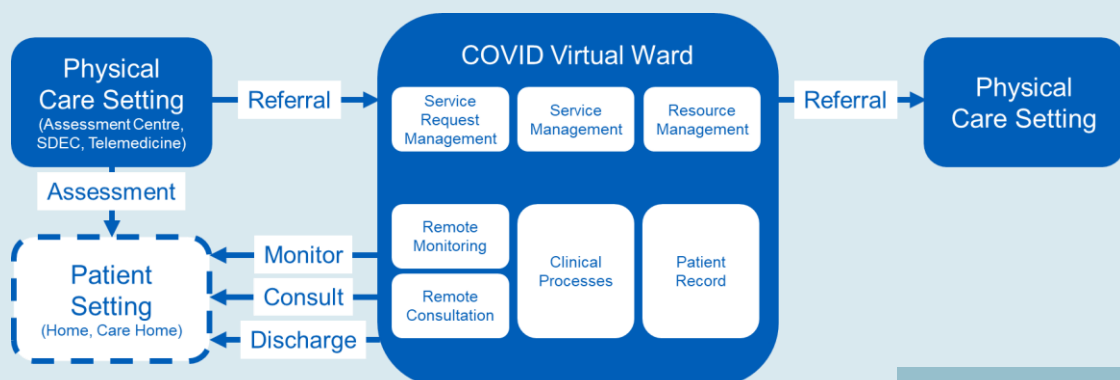 Physical
Care Setting
(Assessment Centre,
SDEC, Telemedicine)
Referral
COVID Virtual Ward
Service
Request
Management
Service
Management
Resource
Management
Referral
Physical
Care Setting
Assessment
Patient
Setting
(Home, Care Home)
Monitor
Consult
Discharge
Remote
Monitoring
Remote
Consultation
Clinical
Processes
Patient
Record